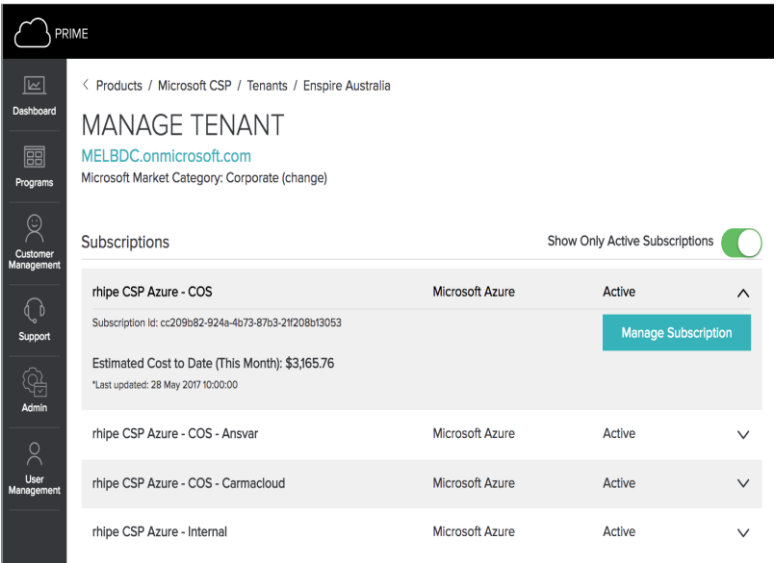 PRIME
Dashboard
Programs
Customer
Management
Support
Admin
User
Management
< Products / Microsoft CSP / Tenants / Enspire Australia
MANAGE TENANT
MELBDC.onmicrosoft.com
Microsoft Market Category: Corporate (change)
Subscriptions
Show Only Active Subscriptions
rhipe CSP Azure - COS Microsoft Azure Active
Subscription Id: cc209b82-924a-4b73-87b3-21f208b13053
Manage Subscription
Estimated Cost to Date (This Month): $3,165.76
*Last updated: 28 May 2017 10:00:00
rhipe CSP Azure - COS - Ansvar Microsoft Azure Active
rhipe CSP Azure - COS - Carmacloud Microsoft Azure Active
rhipe CSP Azure - Internal Microsoft Azure Active